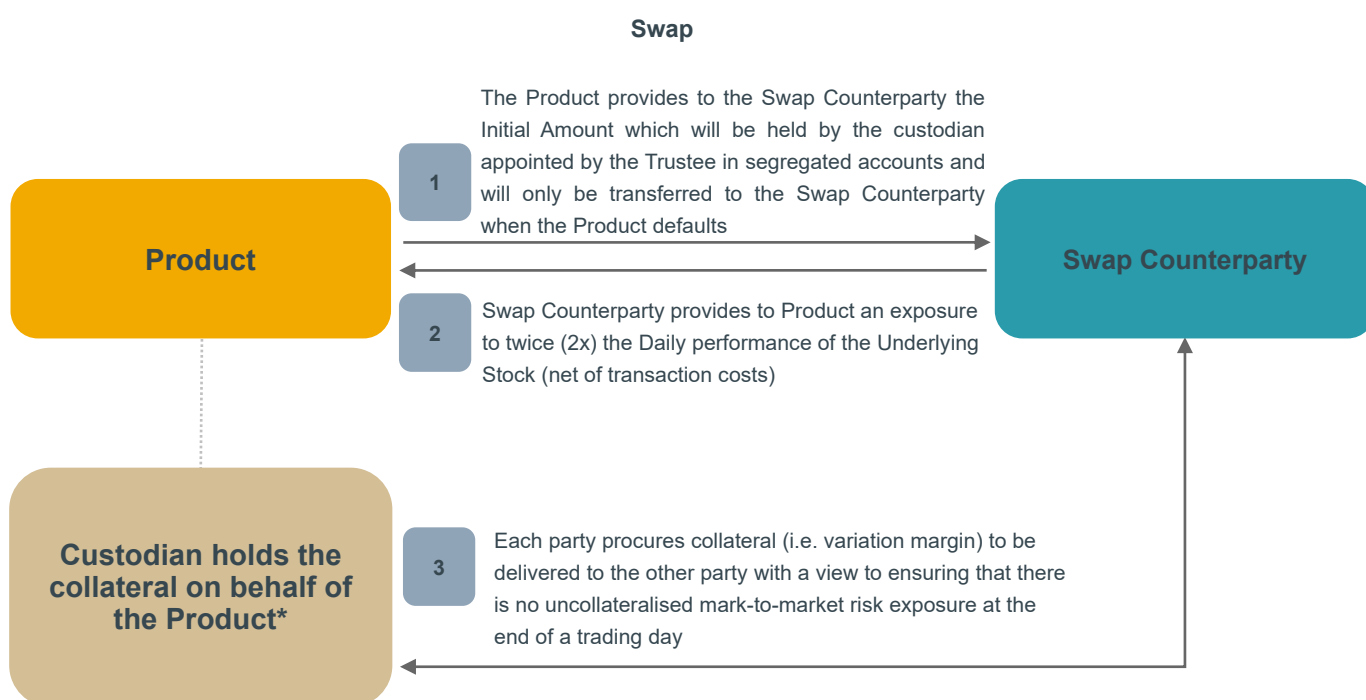 Swap
The Product provides to the Swap Counterparty the
Initial Amount which will be held by the custodian
appointed by the Trustee in segregated accounts and
will only be transferred to the Swap Counterparty
when the Product defaults
1
Product
Swap Counterparty
2
Swap Counterparty provides to Product an exposure
to twice (2x) the Daily performance of the Underlying
Stock (net of transaction costs)
Custodian holds the
collateral on behalf of
the Product*
3
Each party procures collateral (i.e. variation margin) to be
delivered to the other party with a view to ensuring that there
is no uncollateralised mark-to-market risk exposure at the
end of a trading day